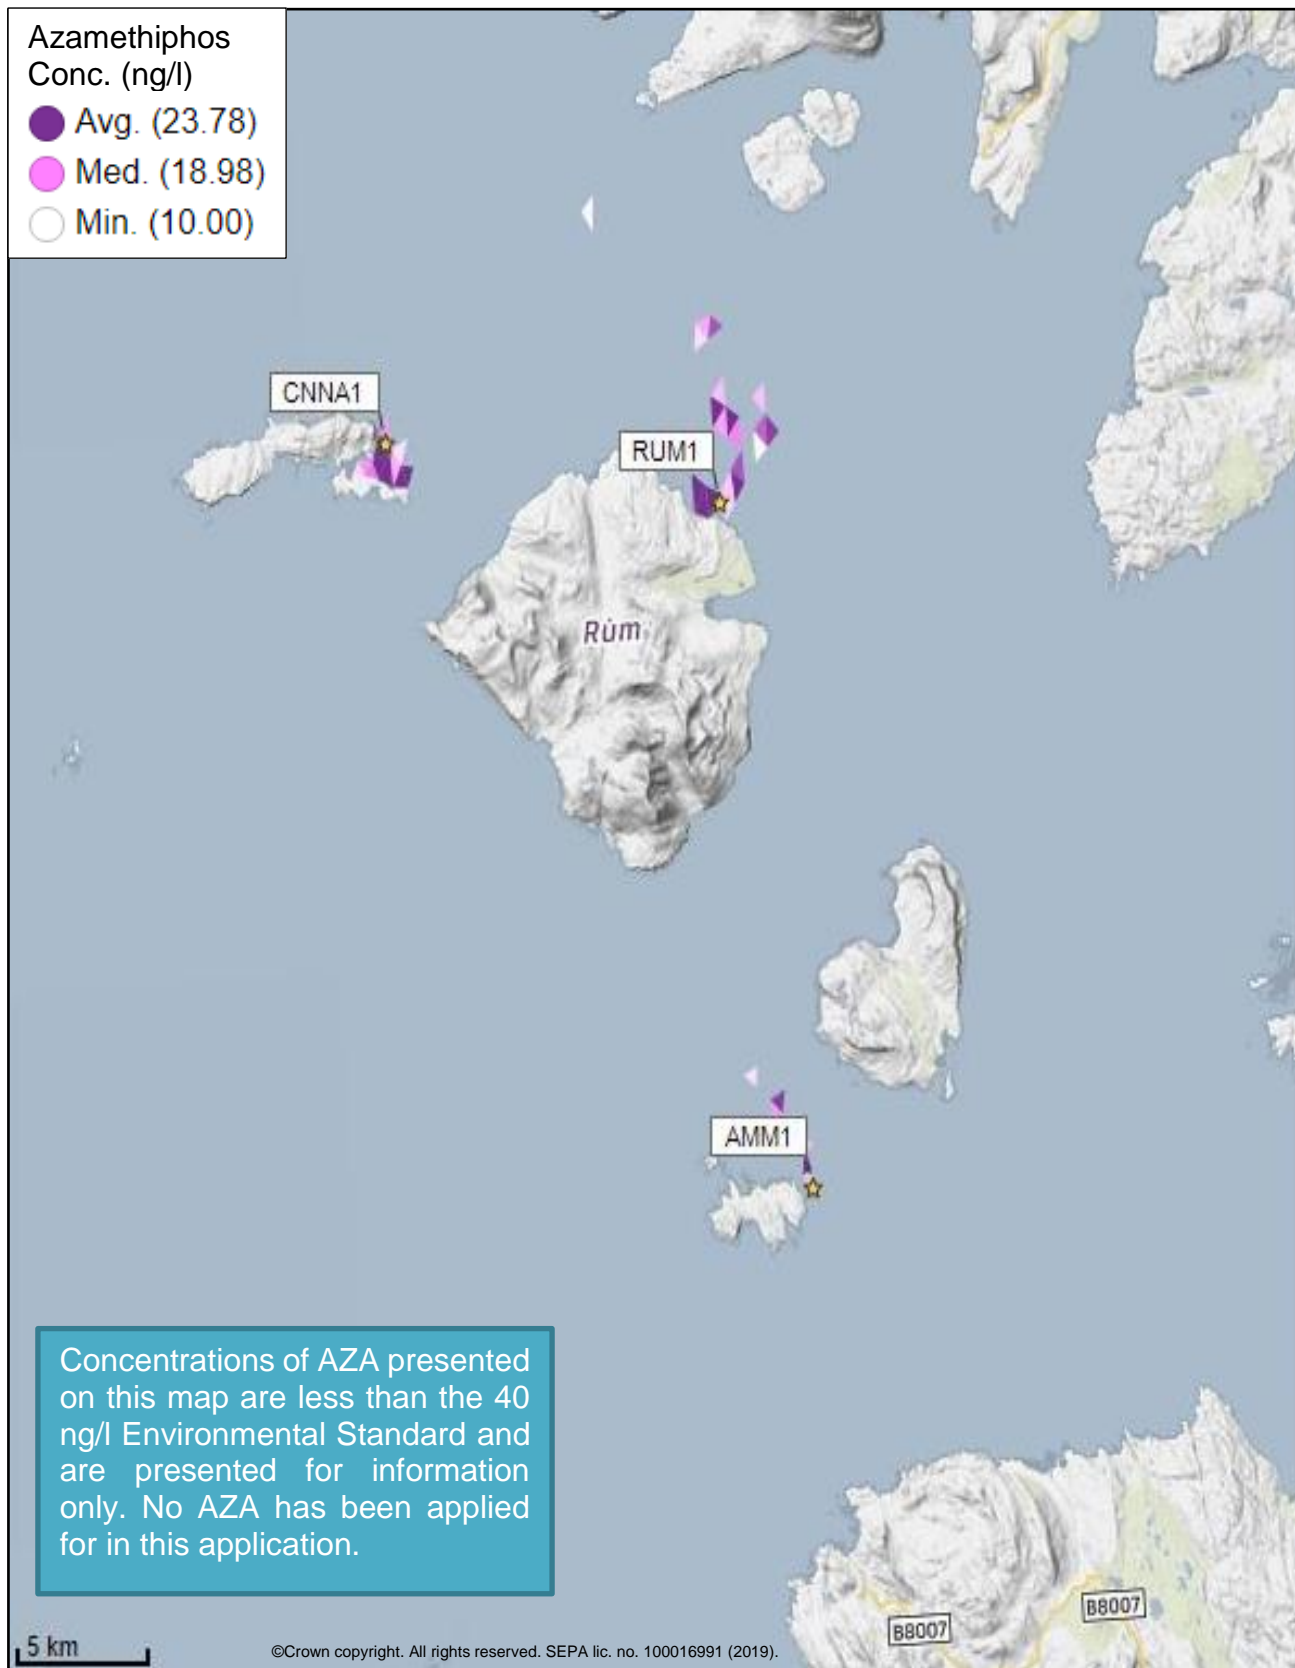 Azamethiphos
Conc. (ng/l)
Avg. (23.78)
Med. (18.98)
Min. (10.00)
CNNA1
RUM1
Rùm
AMM1
Concentrations of AZA presented
on this map are less than the 40
ng/l Environmental Standard and
are presented for information
only. No AZA has been applied
for in this application.
B8007
B8007
5 km
©Crown copyright. All rights reserved. SEPA lic. no. 100016991 (2019).